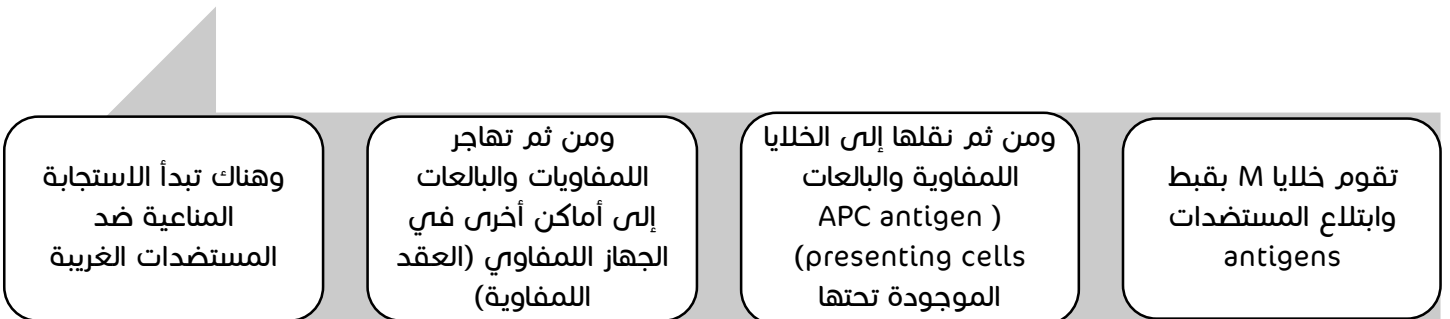 تقوم خلايا M بقبط
وابتلاع المستضدات
antigens
ومن ثم نقلها إلى الخلايا
اللمفاوية والبالعات
( APC antigen
presenting cells)
الموجودة تحتها
ومن ثم تهاجر
اللمفاويات والبالعات
إلى أماكن أخرى في
الجهاز اللمفاوي (العقد
اللمفاوية)
وهناك تبدأ الاستجابة
المناعية ضد
المستضدات الغريبة